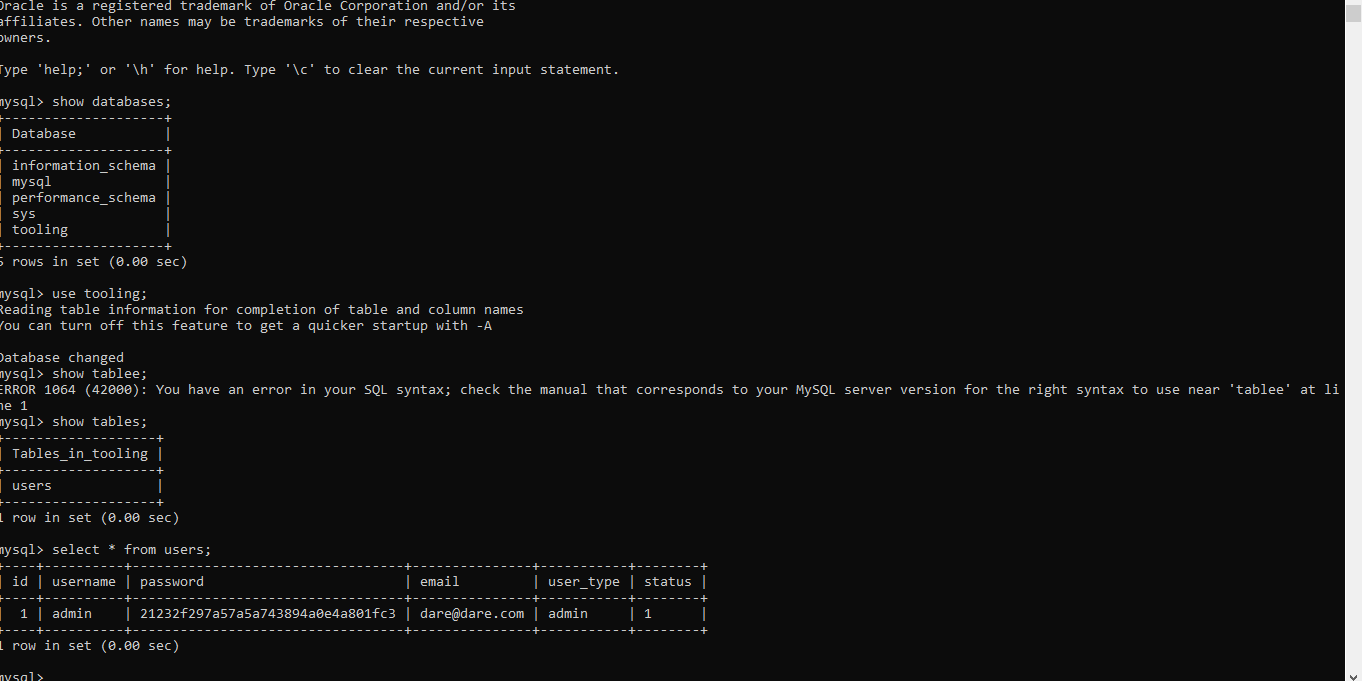 Oracle is a registered trademark of Oracle Corporation and/or its
affiliates. Other names may be trademarks of their respective
owners.
Type 'help;' or '\h' for help. Type '\c' to clear the current input statement.
mysql> show databases;
+--------------------+
| Database           |
+--------------------+
| information_schema |
| mysql              |
| performance_schema |
| sys                |
| tooling            |
+--------------------+
5 rows in set (0.00 sec)
mysql> use tooling;
Reading table information for completion of table and column names
You can turn off this feature to get a quicker startup with -A
Database changed
mysql> show tablee;
ERROR 1064 (42000): You have an error in your SQL syntax; check the manual that corresponds to your MySQL server version for the right syntax to use near 'tablee' at li
ne 1
mysql> show tables;
+-------------------+
| Tables_in_tooling |
+-------------------+
| users             |
+-------------------+
1 row in set (0.00 sec)
mysql> select * from users;
+----+----------+----------------------------------+---------------+-----------+--------+
| id | username | password                         | email         | user_type | status |
+----+----------+----------------------------------+---------------+-----------+--------+
|  1 | admin    | 21232f297a57a5a743894a0e4a801fc3 | dare@dare.com | admin     | 1      |
+----+----------+----------------------------------+---------------+-----------+--------+
1 row in set (0.00 sec)
mysql>